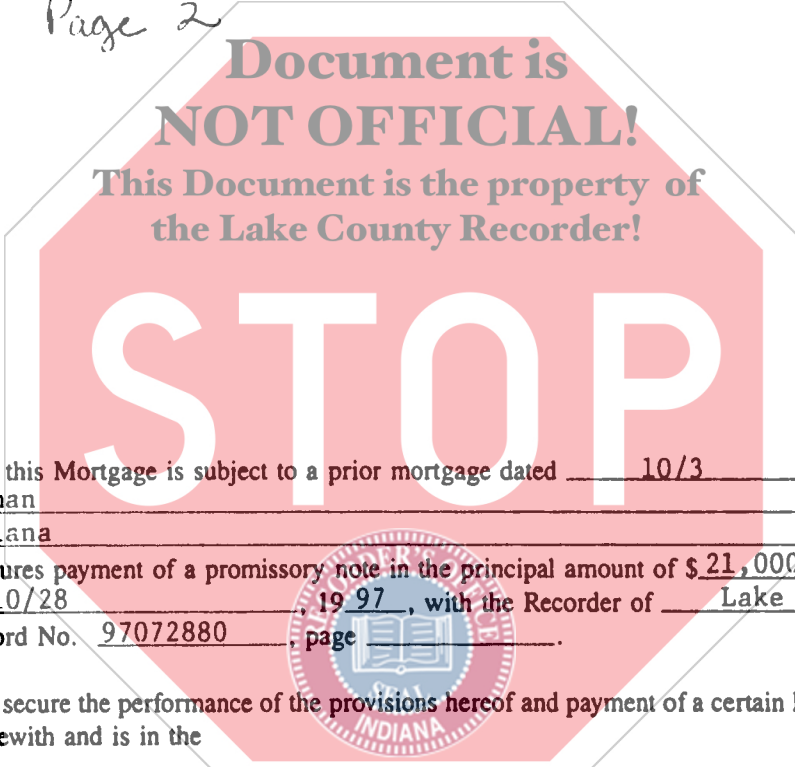 Page 2
Document is
NOT OFFICIAL!
This Document is the property of
the Lake County Recorder!
STOP
this Mortgage is subject to a prior mortgage dated 10/3
nan
iana
ures payment of a promissory note in the principal amount of $ 21,000
0/28, 19 97, with the Recorder of Lake
ord No. 97072880, page .
RECORDER'S OFFICE
secure the performance of the provisions hereof and payment of a certain
SEAL
ewith and is in the
INDIANA